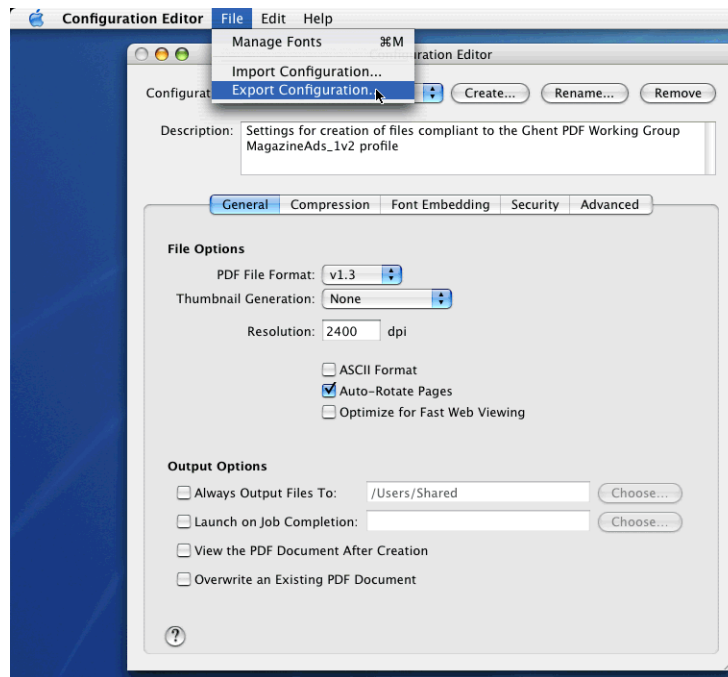 Configuration Editor File Edit Help
Manage Fonts ⌘M
Import Configuration...
Export Configuration...
ration Editor
Configurat
Create... Rename... Remove
Description: Settings for creation of files compliant to the Ghent PDF Working Group
MagazineAds_1v2 profile
General Compression Font Embedding Security Advanced
File Options
PDF File Format: v1.3
Thumbnail Generation: None
Resolution: 2400 dpi
ASCII Format
Auto-Rotate Pages
Optimize for Fast Web Viewing
Output Options
Always Output Files To: /Users/Shared Choose...
Launch on Job Completion: Choose...
View the PDF Document After Creation
Overwrite an Existing PDF Document
?